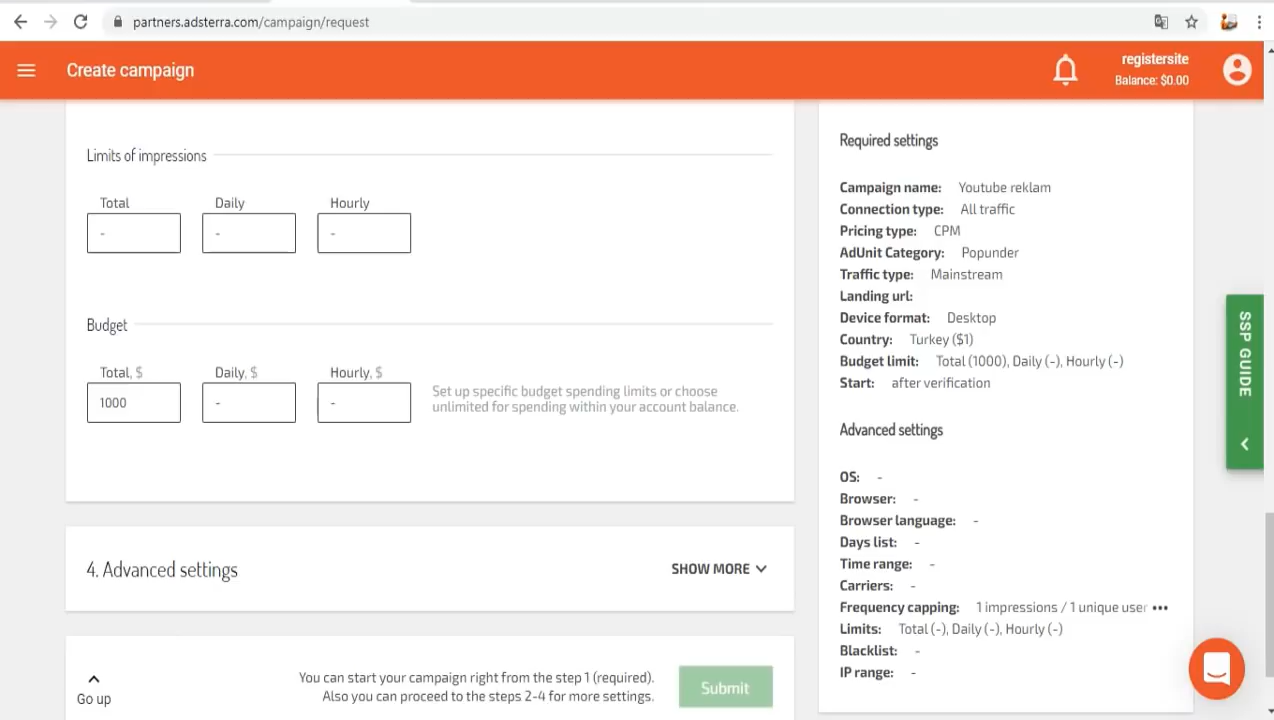 partners.adsterra.com/campaign/request
Create campaign
registersite
Balance: $0.00
Limits of impressions
Total Daily Hourly
- - -
Budget
Total, $ Daily, $ Hourly, $
1000 - -
Set up specific budget spending limits or choose
unlimited for spending within your account balance.
4. Advanced settings SHOW MORE
Go up
You can start your campaign right from the step 1 (required).
Also you can proceed to the steps 2-4 for more settings.
Submit
Required settings
Campaign name: Youtube reklam
Connection type: All traffic
Pricing type: CPM
AdUnit Category: Popunder
Traffic type: Mainstream
Landing url:
Device format: Desktop
Country: Turkey ($1)
Budget limit: Total (1000), Daily (-), Hourly (-)
Start: after verification
Advanced settings
OS: -
Browser: -
Browser language: -
Days list: -
Time range: -
Carriers: -
Frequency capping: 1 impressions / 1 unique user •••
Limits: Total (-), Daily (-), Hourly (-)
Blacklist: -
IP range: -
SSP GUIDE